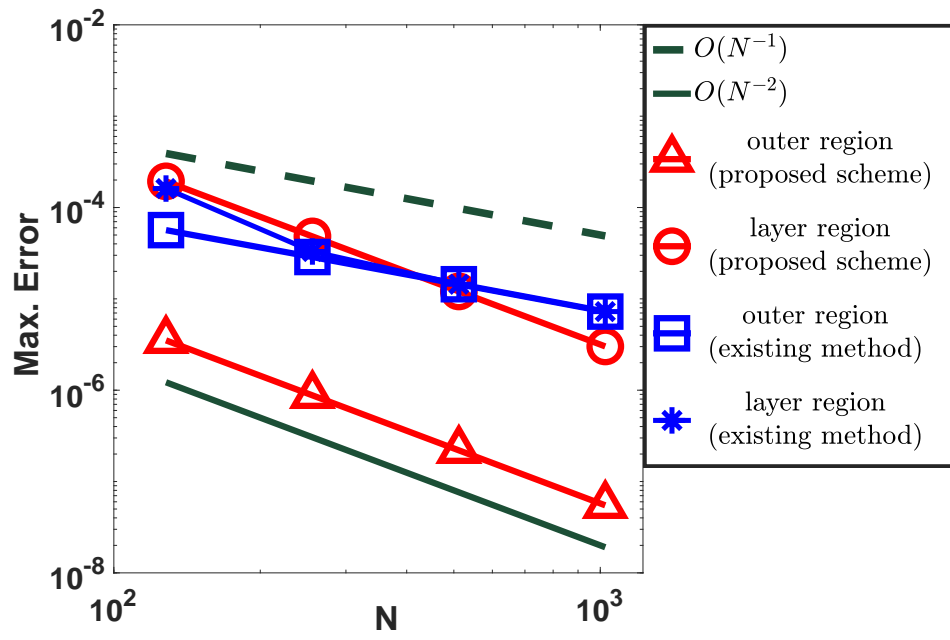 10^-2
10^-4
10^-6
10^-8
Max. Error
10^2
10^3
N
O(N^-1)
O(N^-2)
outer region
(proposed scheme)
layer region
(proposed scheme)
outer region
(existing method)
layer region
(existing method)